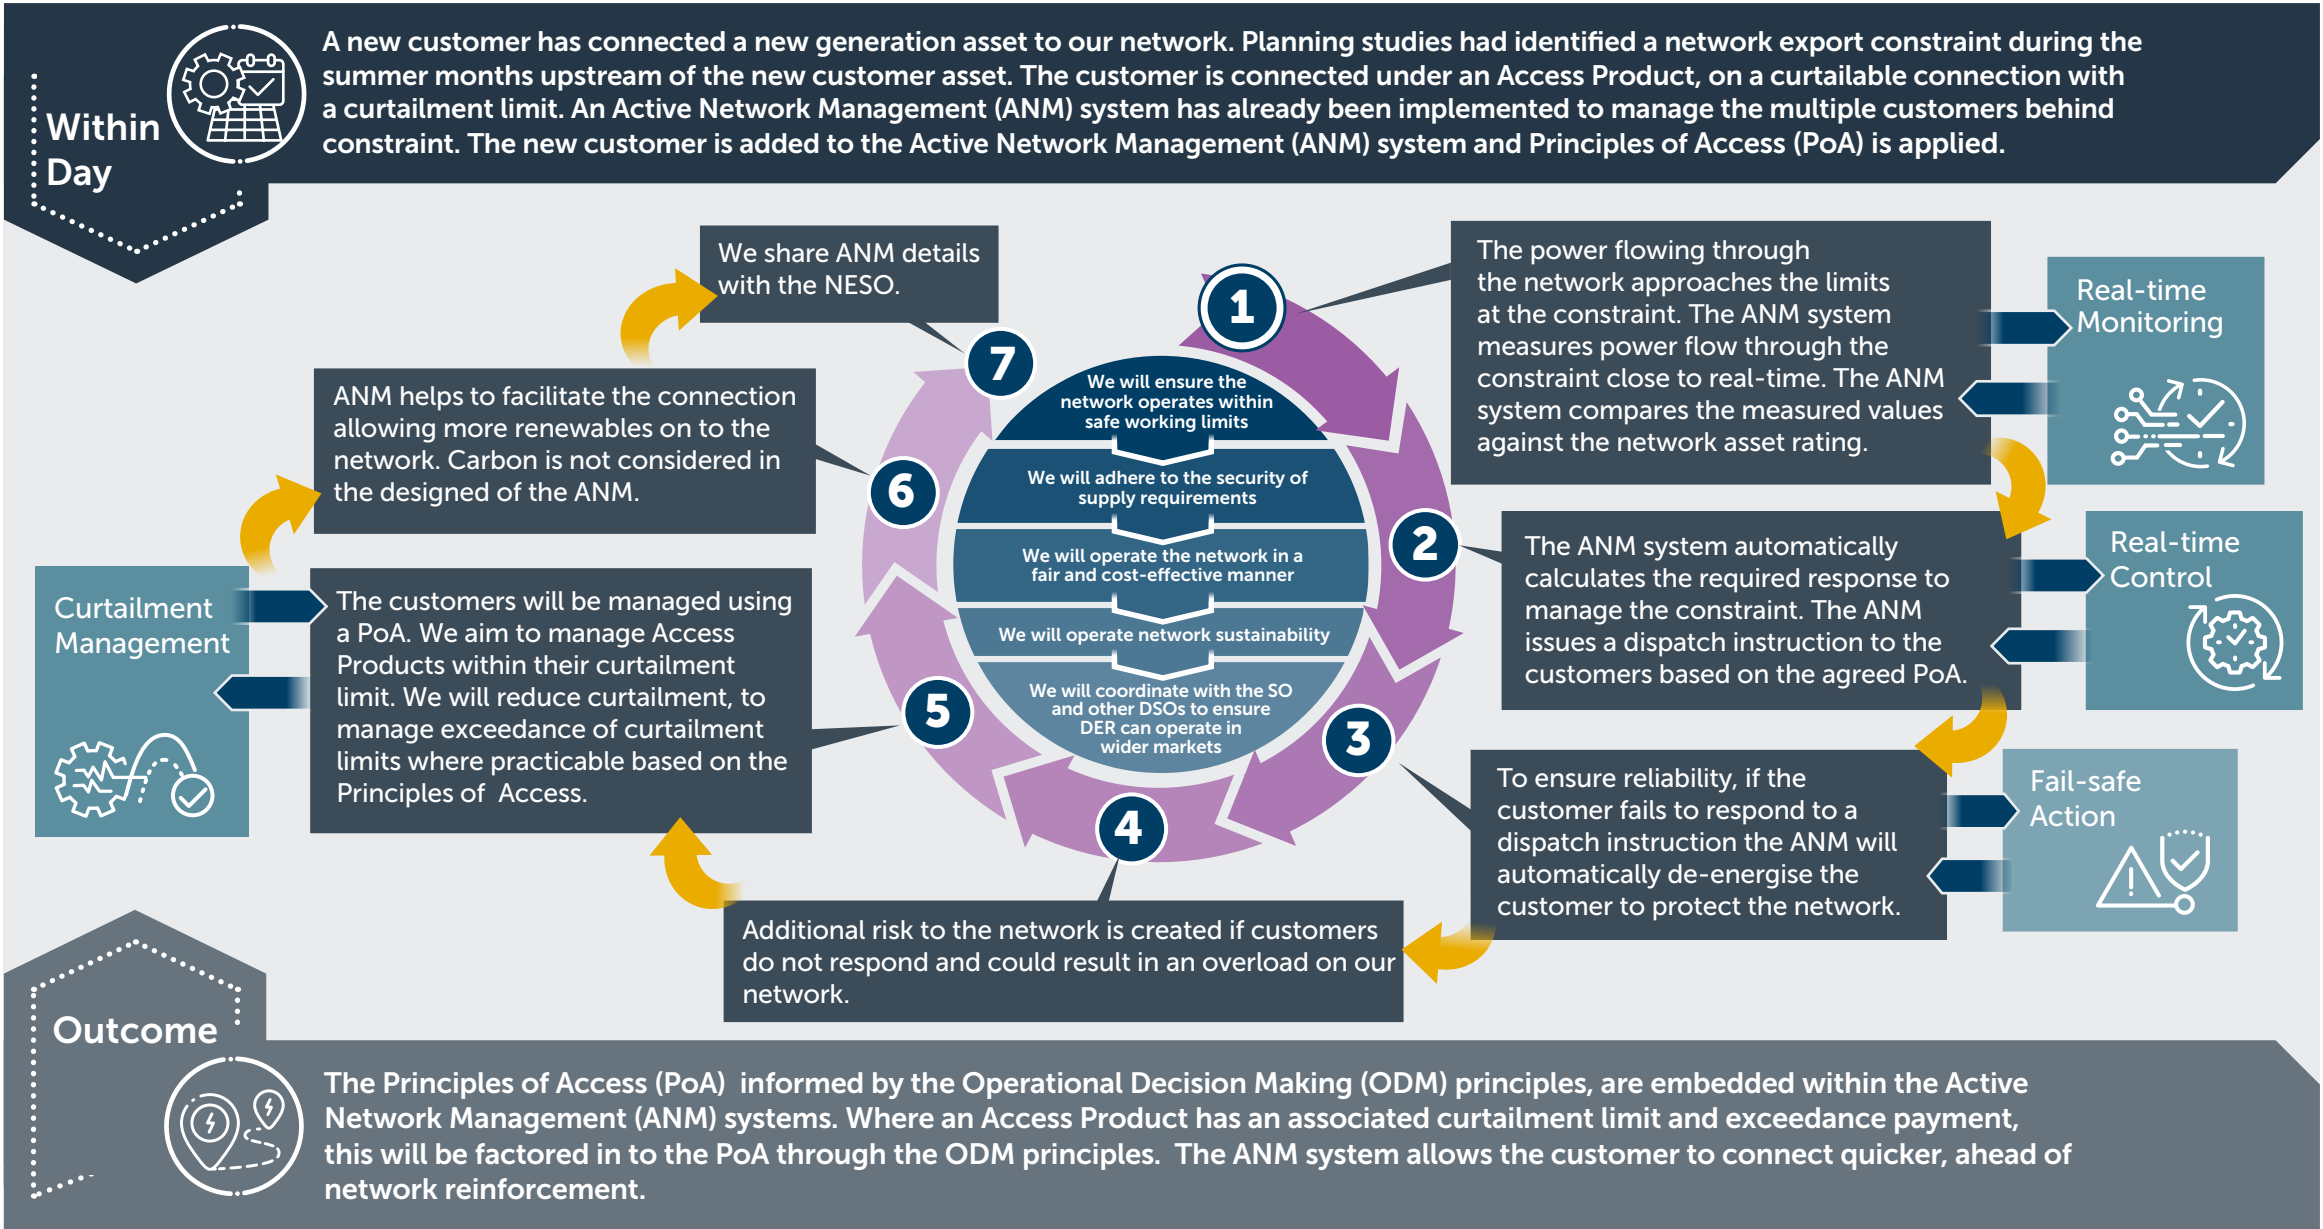 Within
Day
A new customer has connected a new generation asset to our network. Planning studies had identified a network export constraint during the
summer months upstream of the new customer asset. The customer is connected under an Access Product, on a curtailable connection with
a curtailment limit. An Active Network Management (ANM) system has already been implemented to manage the multiple customers behind
constraint. The new customer is added to the Active Network Management (ANM) system and Principles of Access (PoA) is applied.
1
The power flowing through
the network approaches the limits
at the constraint. The ANM system
measures power flow through the
constraint close to real-time. The ANM
system compares the measured values
against the network asset rating.
Real-time
Monitoring
2
The ANM system automatically
calculates the required response to
manage the constraint. The ANM
issues a dispatch instruction to the
customers based on the agreed PoA.
Real-time
Control
3
To ensure reliability, if the
customer fails to respond to a
dispatch instruction the ANM will
automatically de-energise the
customer to protect the network.
Fail-safe
Action
4
Additional risk to the network is created if customers
do not respond and could result in an overload on our
network.
5
The customers will be managed using
a PoA. We aim to manage Access
Products within their curtailment
limit. We will reduce curtailment, to
manage exceedance of curtailment
limits where practicable based on the
Principles of  Access.
Curtailment
Management
6
ANM helps to facilitate the connection
allowing more renewables on to the
network. Carbon is not considered in
the designed of the ANM.
7
We share ANM details
with the NESO.
We will ensure the
network operates within
safe working limits
We will adhere to the security of
supply requirements
We will operate the network in a
fair and cost-effective manner
We will operate network sustainability
We will coordinate with the SO
and other DSOs to ensure
DER can operate in
wider markets
Outcome
The Principles of Access (PoA)  informed by the Operational Decision Making (ODM) principles, are embedded within the Active
Network Management (ANM) systems. Where an Access Product has an associated curtailment limit and exceedance payment,
this will be factored in to the PoA through the ODM principles.  The ANM system allows the customer to connect quicker, ahead of
network reinforcement.